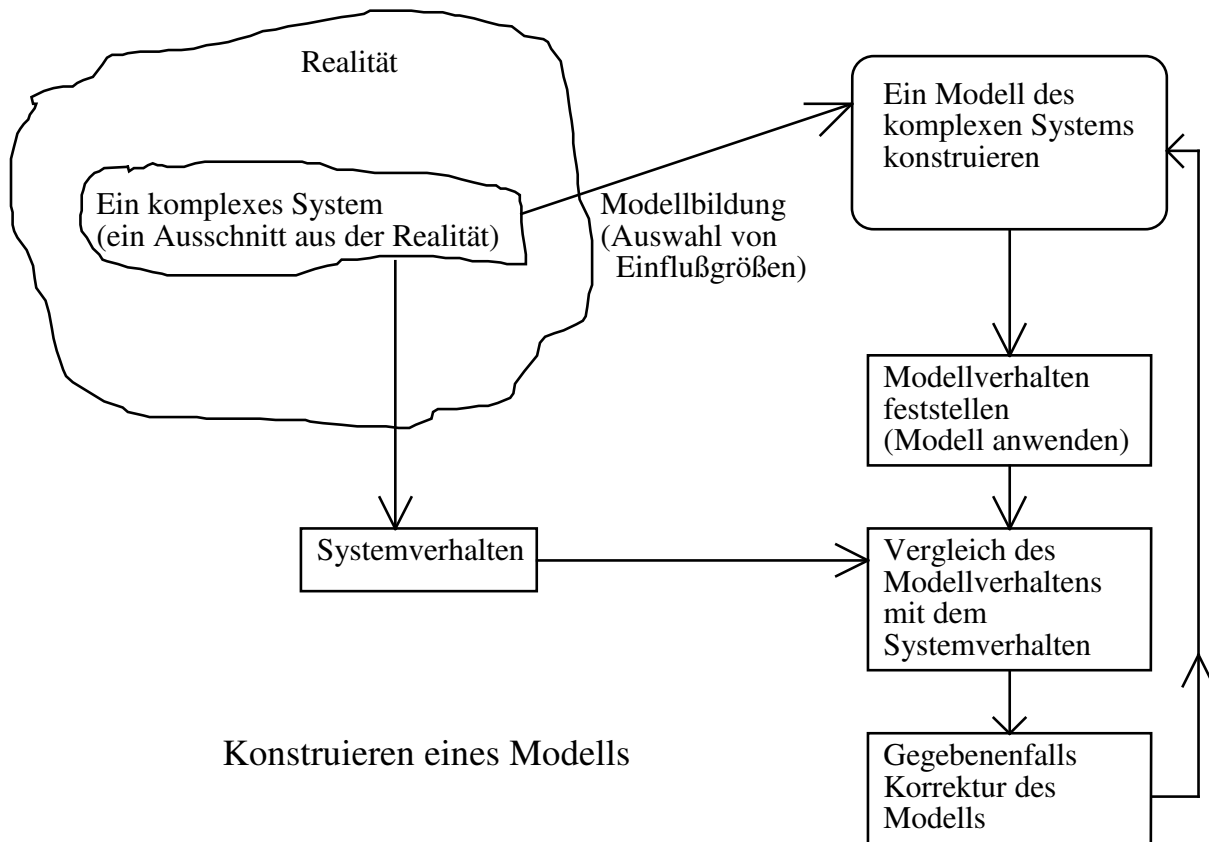 Realität
Ein komplexes System
(ein Ausschnitt aus der Realität)
Modellbildung
(Auswahl von
Einflußgrößen)
Ein Modell des
komplexen Systems
konstruieren
Modellverhalten
feststellen
(Modell anwenden)
Systemverhalten
Vergleich des
Modellverhaltens
mit dem
Systemverhalten
Konstruieren eines Modells
Gegebenenfalls
Korrektur des
Modells